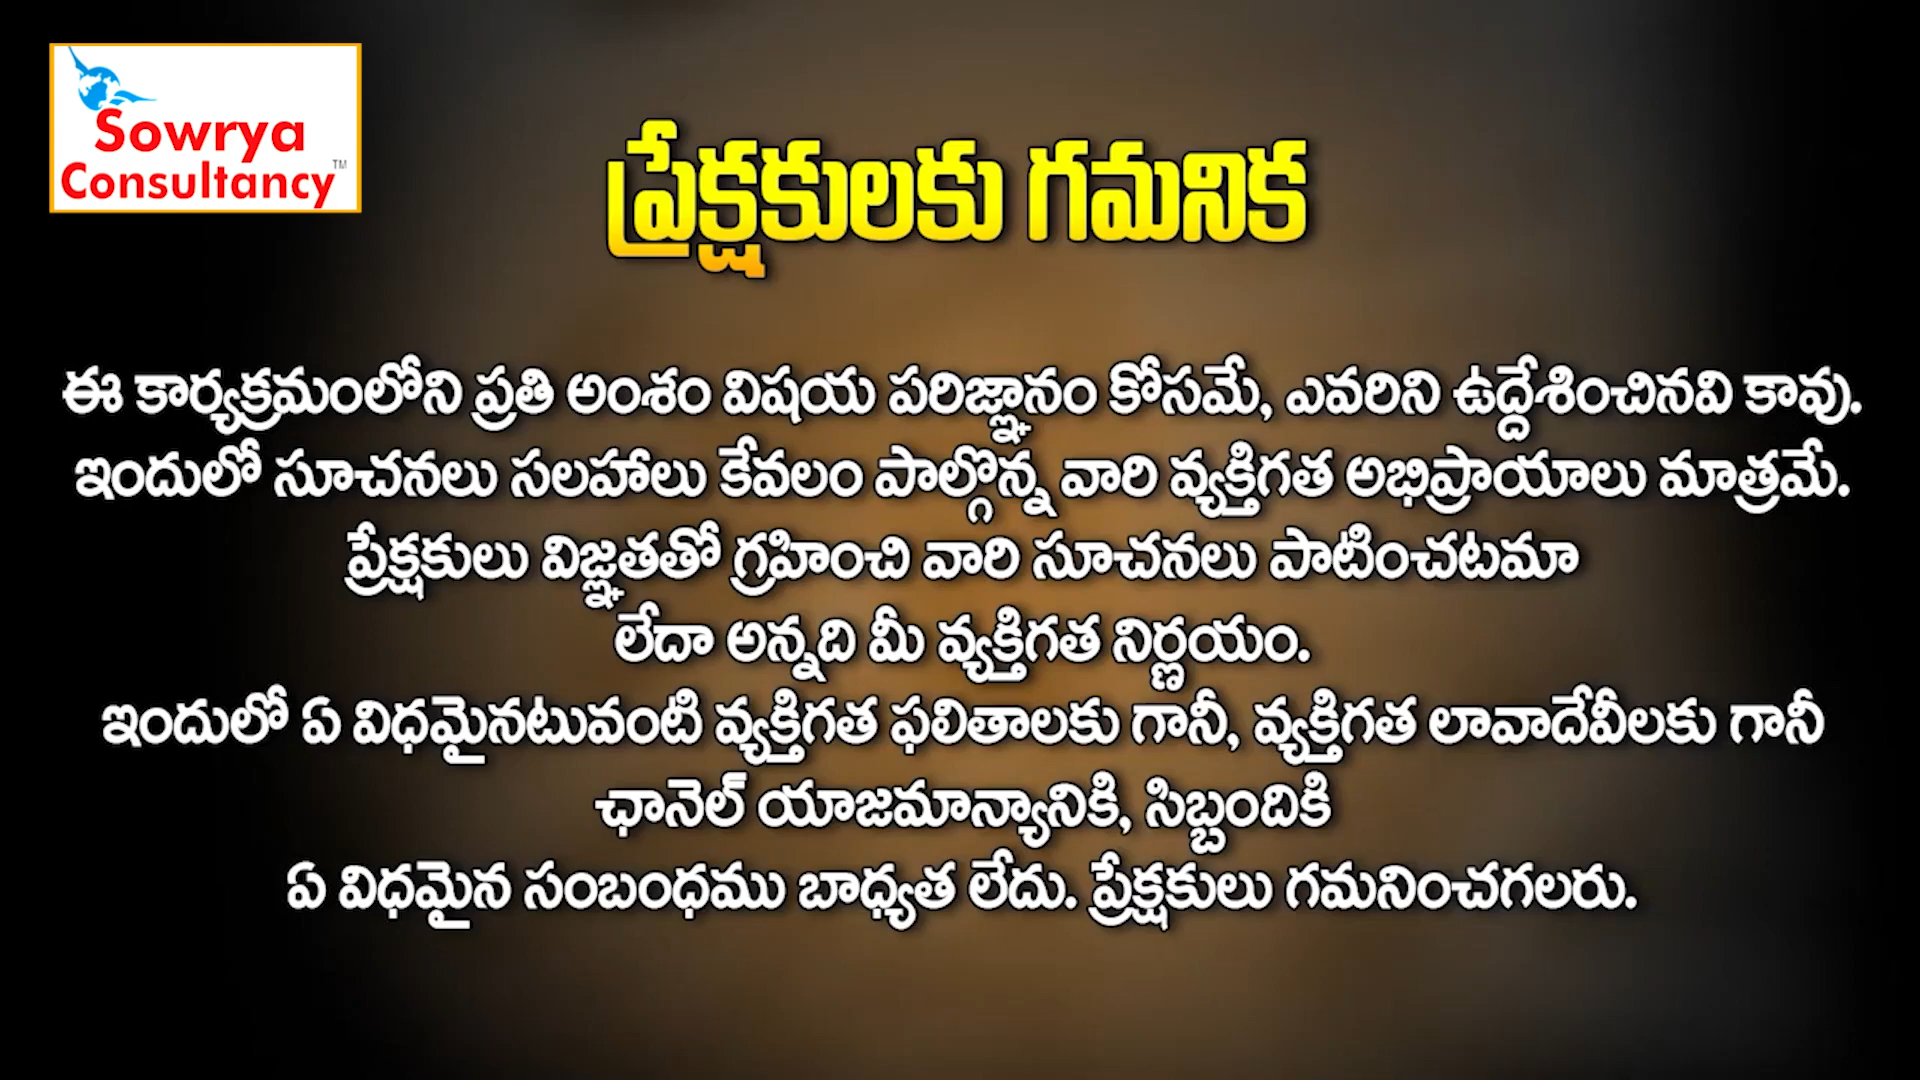 Sowrya
Consultancy
TM
ప్రేక్షకులకు గమనిక
ఈ కార్యక్రమంలోని ప్రతి అంశం విషయ పరిజ్ఞానం కోసమే, ఎవరిని ఉద్దేశించినవి కావు.
ఇందులో సూచనలు సలహాలు కేవలం పాల్గొన్న వారి వ్యక్తిగత అభిప్రాయాలు మాత్రమే.
ప్రేక్షకులు విజ్ఞతతో గ్రహించి వారి సూచనలు పాటించటమా
లేదా అన్నది మీ వ్యక్తిగత నిర్ణయం.
ఇందులో ఏ విధమైనటువంటి వ్యక్తిగత ఫలితాలకు గానీ, వ్యక్తిగత లావాదేవీలకు గానీ
ఛానెల్ యాజమాన్యానికి, సిబ్బందికి
ఏ విధమైన సంబంధము బాధ్యత లేదు. ప్రేక్షకులు గమనించగలరు.